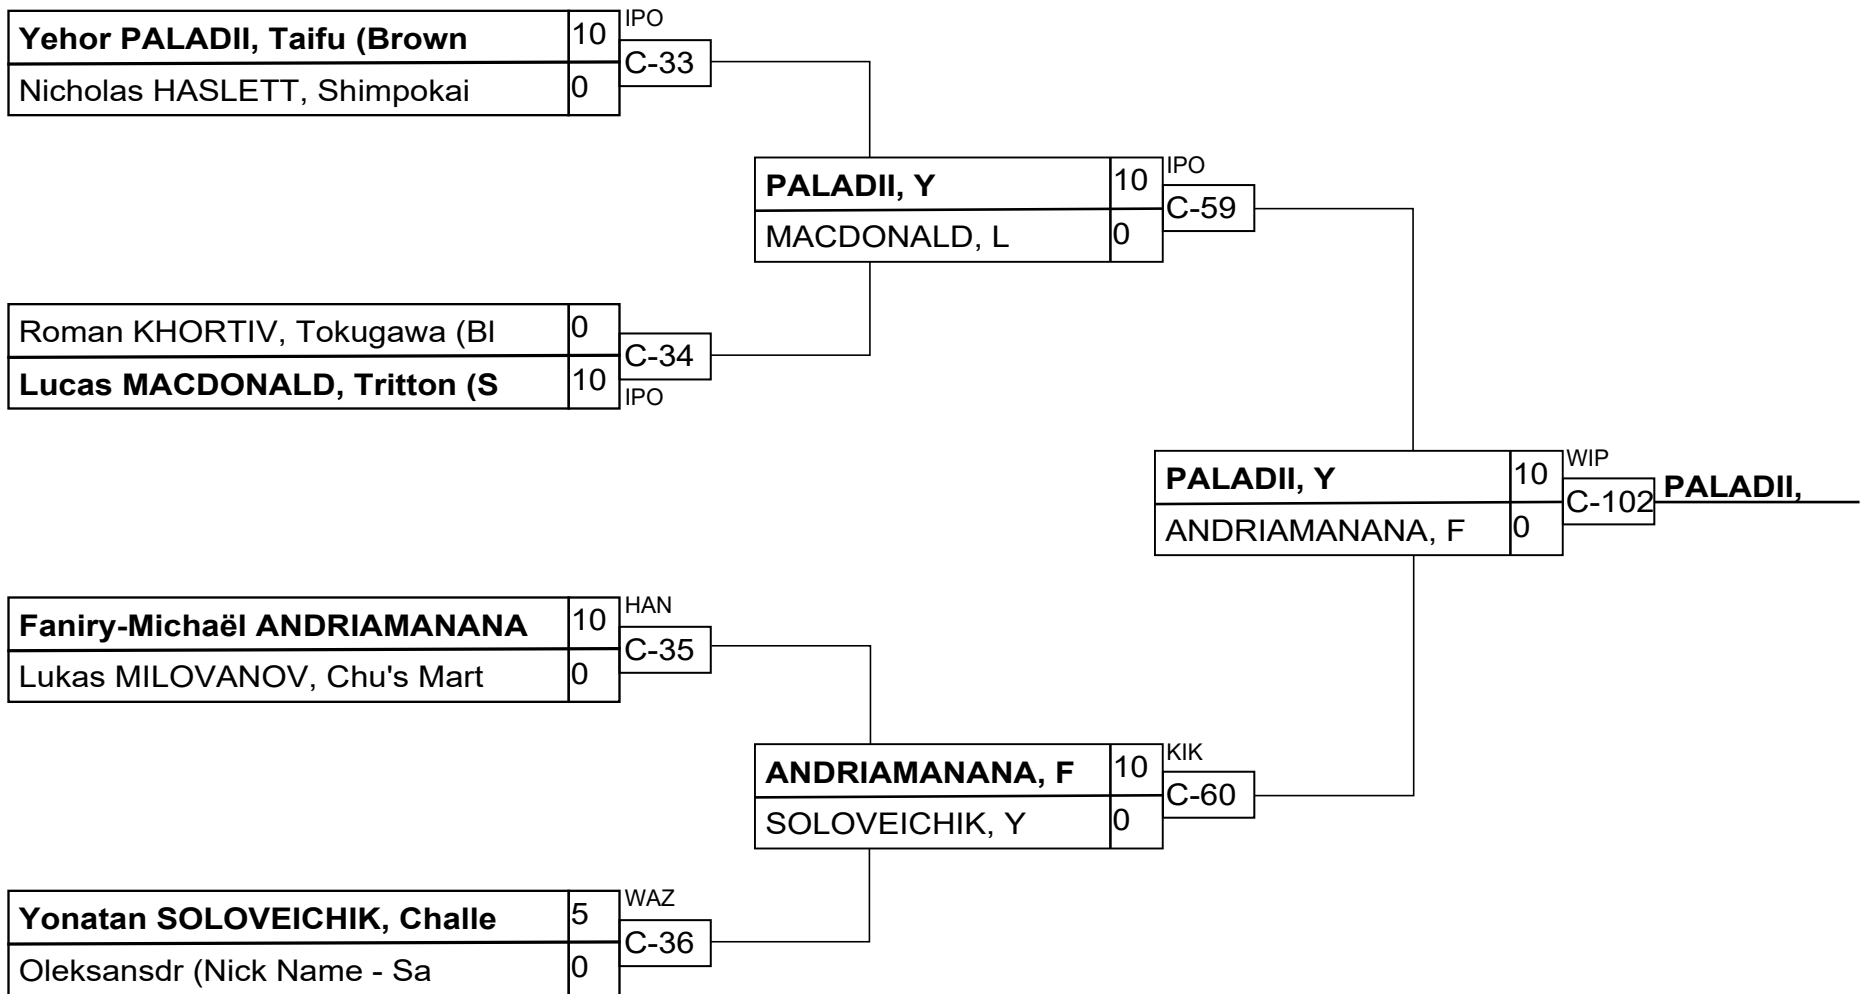 Yehor PALADII, Taifu (Brown 10 IPO
C-33
Nicholas HASLETT, Shimpokai 0
PALADII, Y 10 IPO
C-59
MACDONALD, L 0
Roman KHORTIV, Tokugawa (Bl 0
C-34
Lucas MACDONALD, Tritton (S 10 IPO
PALADII, Y 10 WIP
C-102 PALADII,
ANDRIAMANANA, F 0
Faniry-Michaël ANDRIAMANANA 10 HAN
C-35
Lukas MILOVANOV, Chu's Mart 0
ANDRIAMANANA, F 10 KIK
C-60
SOLOVEICHIK, Y 0
Yonatan SOLOVEICHIK, Challe 5 WAZ
C-36
Oleksansdr (Nick Name - Sa 0